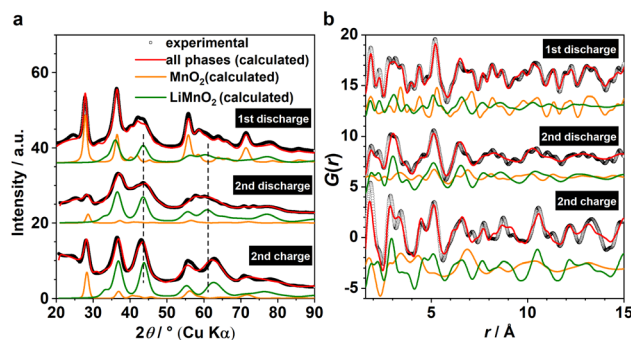 a
experimental
all phases (calculated)
MnO₂(calculated)
LiMnO₂(calculated)
1st discharge
2nd discharge
2nd charge
60
40
20
0
Intensity / a.u.
20 30 40 50 60 70 80 90
2θ / ° (Cu Kα)
b
1st discharge
2nd discharge
2nd charge
15
10
5
0
-5
G(r)
5 10 15
r / Å